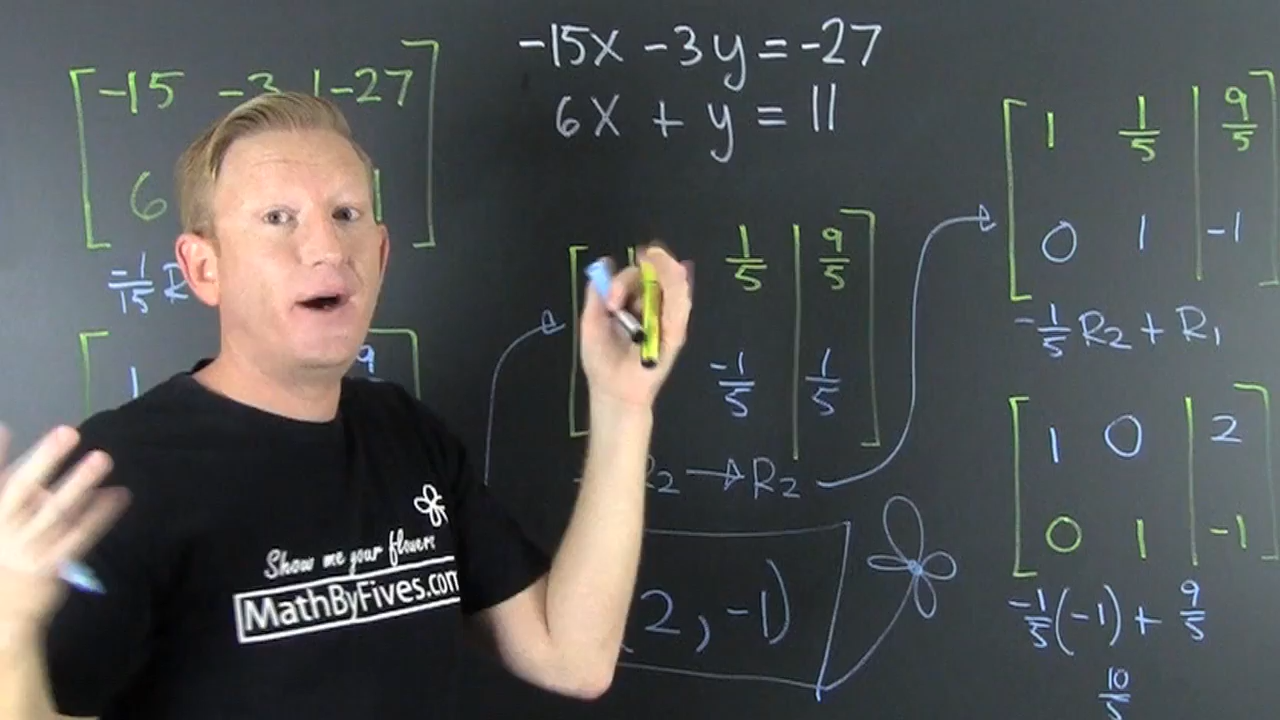 -15x -3y = -27
6x + y = 11
-15 -3 | -27
6
-1/15 R
1 9
1/5 | 9/5
-1/5 | 1/5
R2 → R2
(2, -1)
1 1/5 | 9/5
0 1 | -1
-1/5 R2 + R1
1 0 | 2
0 1 | -1
-1/5 (-1) + 9/5
10/5
Show me your flowers
MathByFives.com